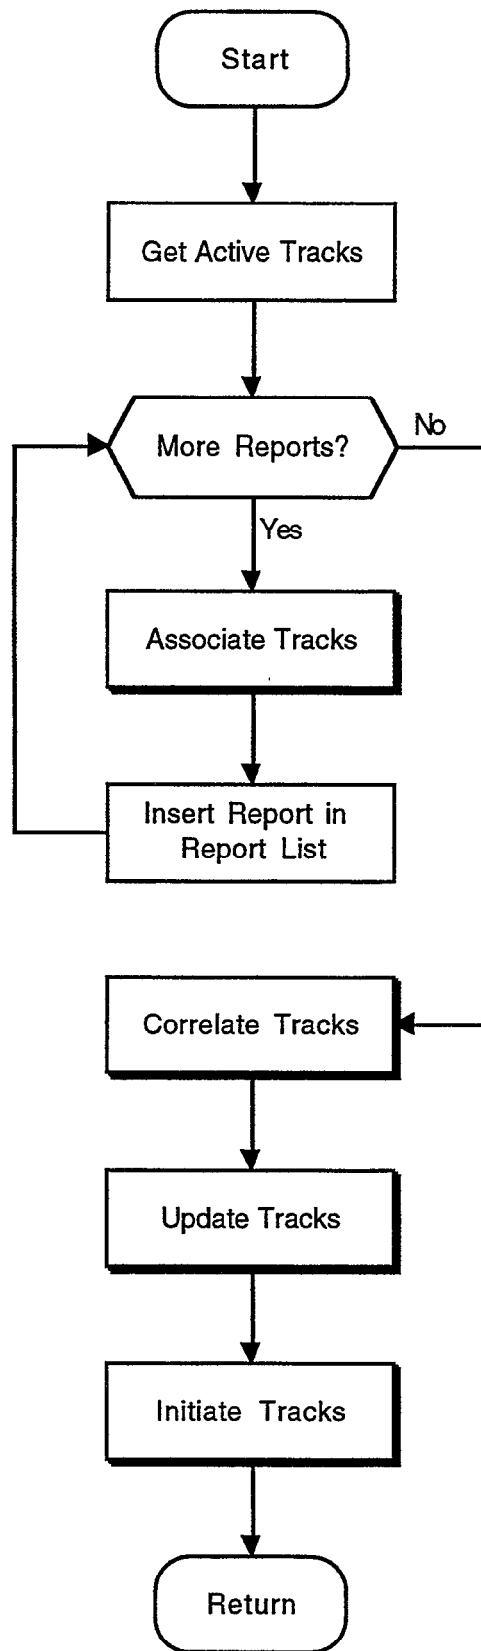 Start
Get Active Tracks
More Reports?
No
Yes
Associate Tracks
Insert Report in
Report List
Correlate Tracks
Update Tracks
Initiate Tracks
Return